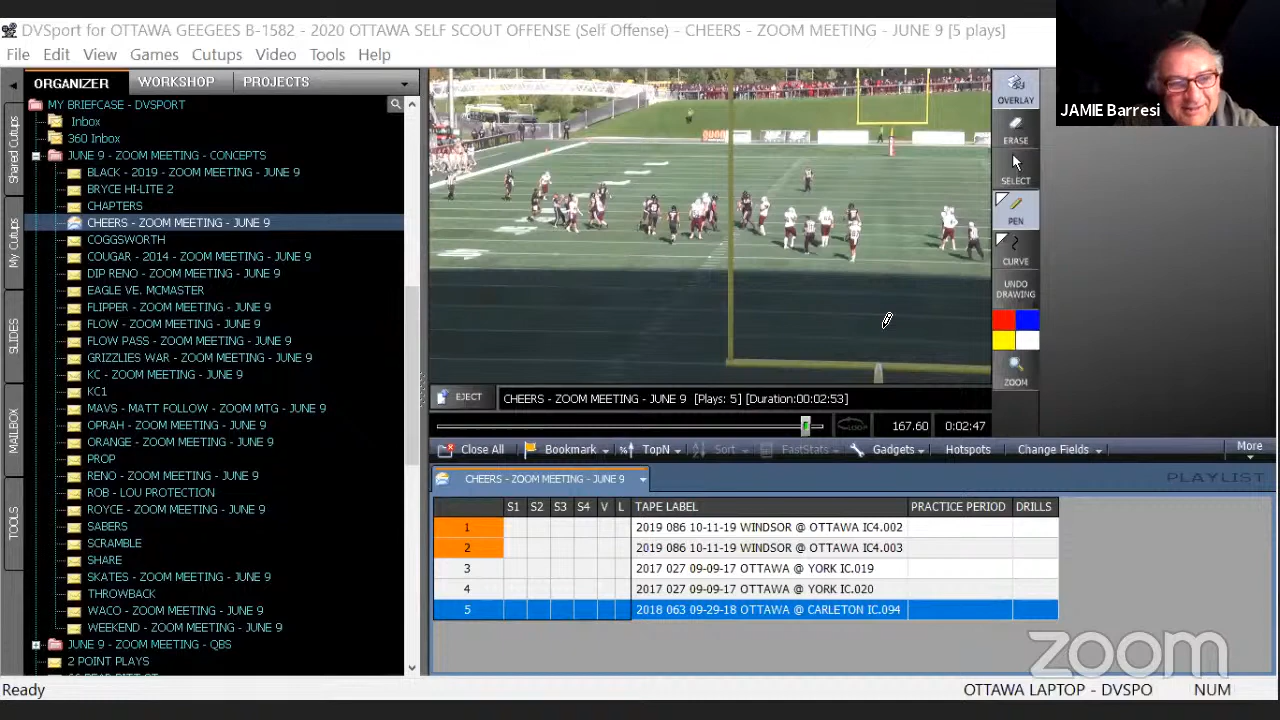 DVSport for OTTAWA GEEGEES B-1582 - 2020 OTTAWA SELF SCOUT OFFENSE (Self Offense) - CHEERS - ZOOM MEETING - JUNE 9 [5 plays]
File Edit View Games Cutups Video Tools Help
ORGANIZER WORKSHOP PROJECTS
Shared Cutups
My Cutups
SLIDES
MAILBOX
TOOLS
MY BRIEFCASE - DVSPORT
Inbox
360 Inbox
JUNE 9 - ZOOM MEETING - CONCEPTS
BLACK - 2019 - ZOOM MEETING - JUNE 9
BRYCE HI-LITE 2
CHAPTERS
CHEERS - ZOOM MEETING - JUNE 9
COGGSWORTH
COUGAR - 2014 - ZOOM MEETING - JUNE 9
DIP RENO - ZOOM MEETING - JUNE 9
EAGLE VE. MCMASTER
FLIPPER - ZOOM MEETING - JUNE 9
FLOW - ZOOM MEETING - JUNE 9
FLOW PASS - ZOOM MEETING - JUNE 9
GRIZZLIES WAR - ZOOM MEETING - JUNE 9
KC - ZOOM MEETING - JUNE 9
KC1
MAVS - MATT FOLLOW - ZOOM MTG - JUNE 9
OPRAH - ZOOM MEETING - JUNE 9
ORANGE - ZOOM MEETING - JUNE 9
PROP
RENO - ZOOM MEETING - JUNE 9
ROB - LOU PROTECTION
ROYCE - ZOOM MEETING - JUNE 9
SABERS
SCRAMBLE
SHARE
SKATES - ZOOM MEETING - JUNE 9
THROWBACK
WACO - ZOOM MEETING - JUNE 9
WEEKEND - ZOOM MEETING - JUNE 9
JUNE 9 - ZOOM MEETING - QBS
2 POINT PLAYS
OVERLAY
ERASE
SELECT
PEN
CURVE
UNDO
DRAWING
ZOOM
JAMIE Barresi
EJECT CHEERS - ZOOM MEETING - JUNE 9 [Plays: 5] [Duration:00:02:53]
LOOP 167.60 0:02:47
Close All Bookmark TopN Sort FastStats Gadgets Hotspots Change Fields More
CHEERS - ZOOM MEETING - JUNE 9 PLAYLIST
S1 S2 S3 S4 V L TAPE LABEL PRACTICE PERIOD DRILLS
1 2019 086 10-11-19 WINDSOR @ OTTAWA IC4.002
2 2019 086 10-11-19 WINDSOR @ OTTAWA IC4.003
3 2017 027 09-09-17 OTTAWA @ YORK IC.019
4 2017 027 09-09-17 OTTAWA @ YORK IC.020
5 2018 063 09-29-18 OTTAWA @ CARLETON IC.094
zoom
Ready OTTAWA LAPTOP - DVSPO NUM